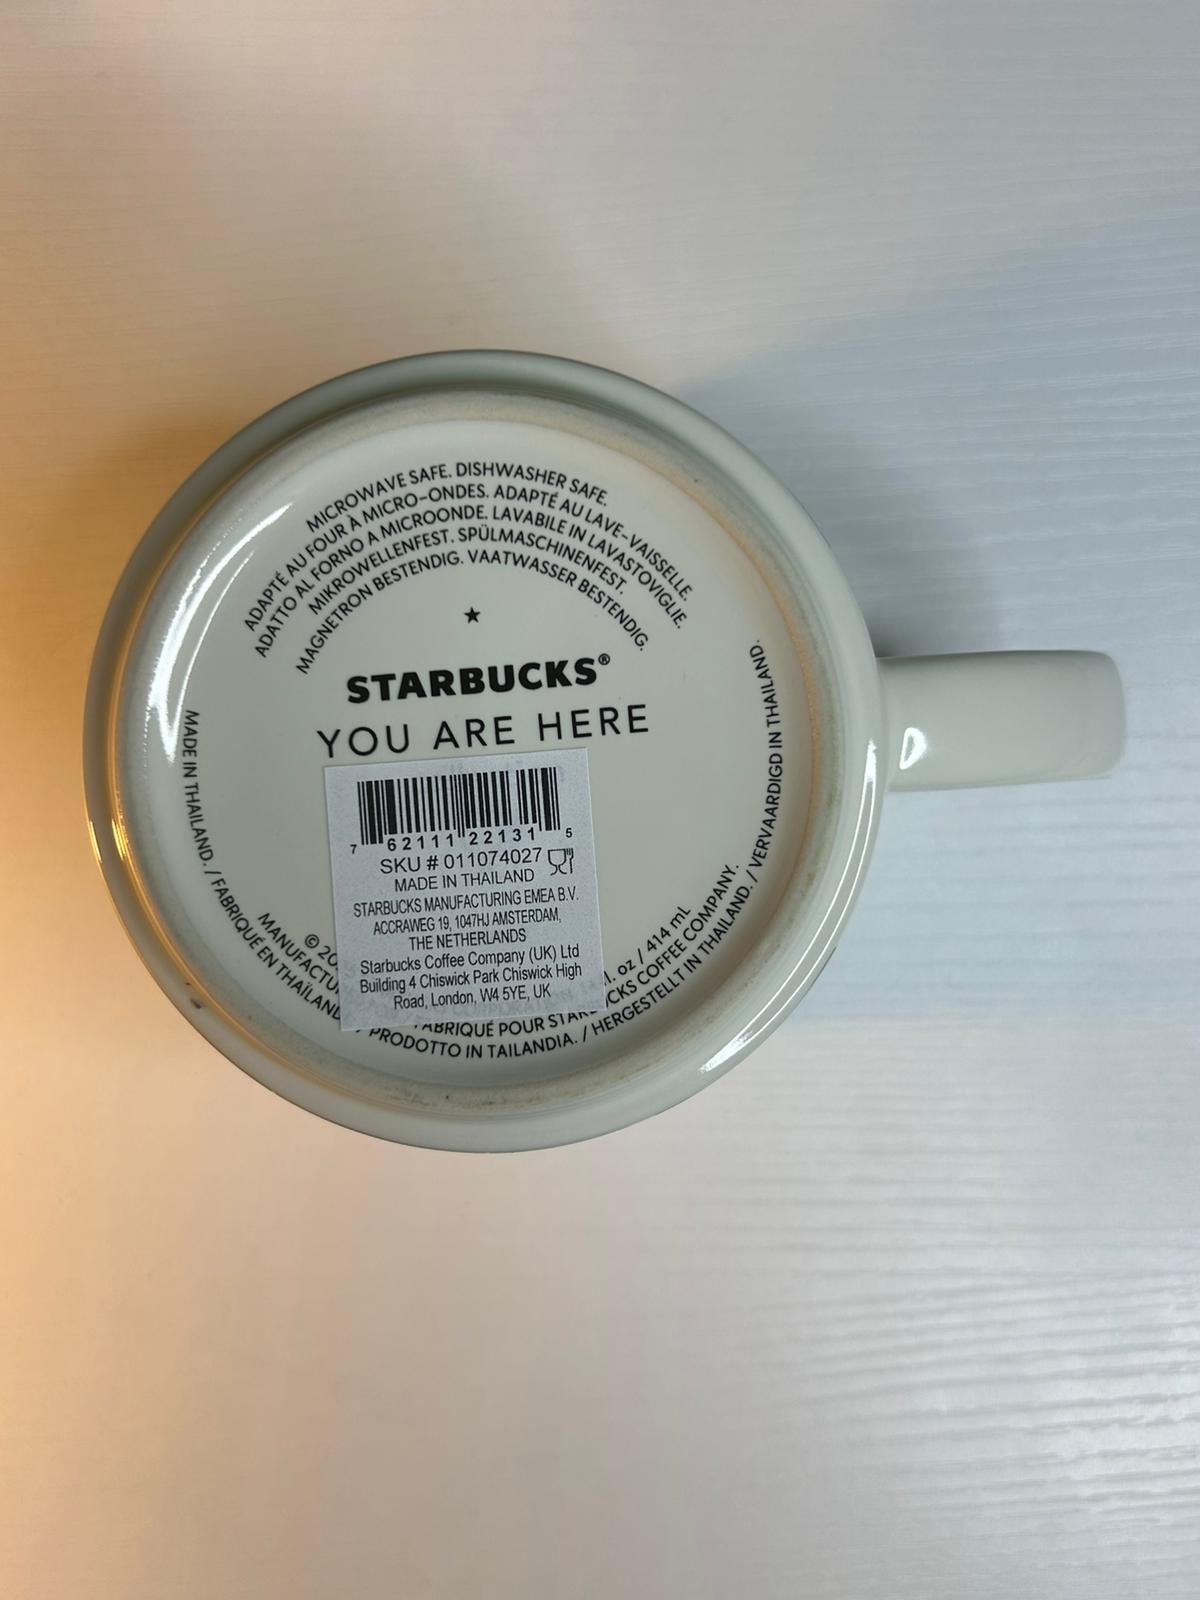 MICROWAVE SAFE. DISHWASHER SAFE.
ADAPTÉ AU FOUR À MICRO-ONDES. ADAPTÉ AU LAVE-VAISSELLE.
ADATTO AL FORNO A MICROONDE. LAVABILE IN LAVASTOVIGLIE.
MIKROWELLENFEST. SPÜLMASCHINENFEST.
MAGNETRON BESTENDIG. VAATWASSER BESTENDIG.
★
STARBUCKS®
YOU ARE HERE
7 62111 22131 5
SKU # 011074027
MADE IN THAILAND
STARBUCKS MANUFACTURING EMEA B.V.
ACCRAWEG 19, 1047HJ AMSTERDAM,
THE NETHERLANDS
Starbucks Coffee Company (UK) Ltd
Building 4 Chiswick Park Chiswick High
Road, London, W4 5YE, UK
© oz / 414 mL
FABRIQUÉ POUR STARBUCKS COFFEE COMPANY.
MADE IN THAILAND. / FABRIQUÉ EN THAÏLANDE / PRODOTTO IN TAILANDIA. / HERGESTELLT IN THAILAND. / VERVAARDIGD IN THAILAND.